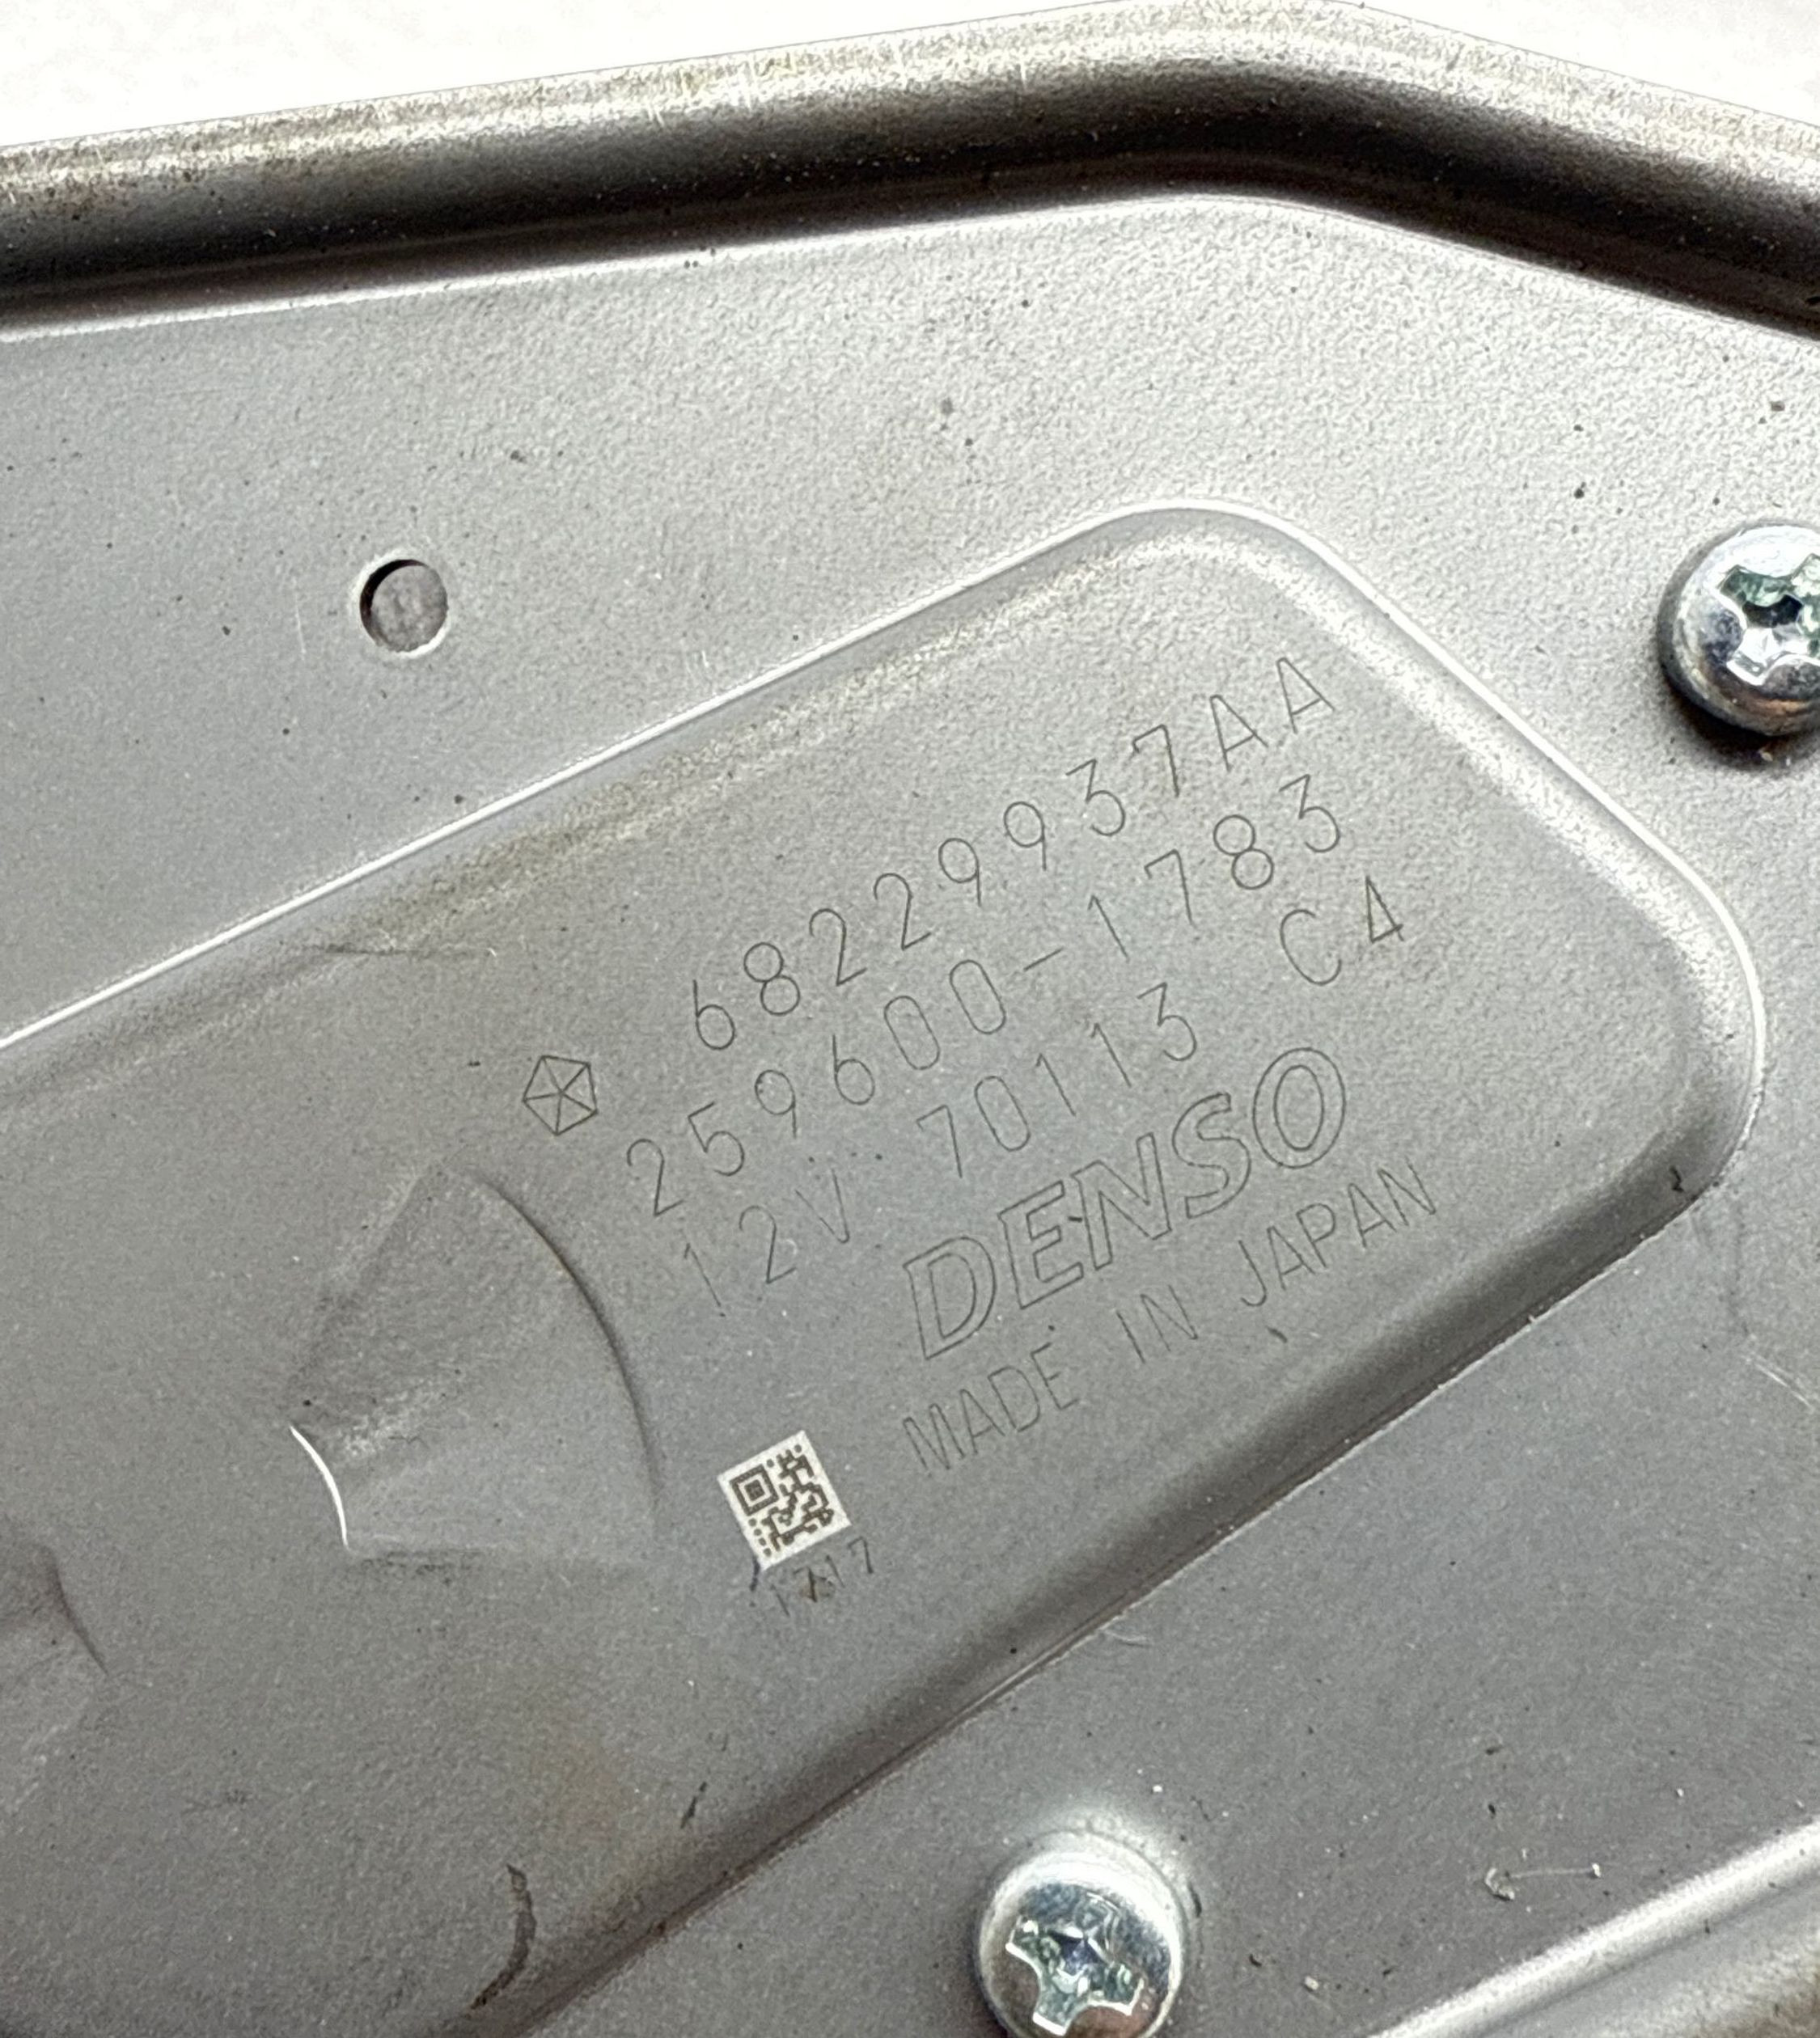 68229937AA
259600-1783
12V 70113 C4
DENSO
MADE IN JAPAN